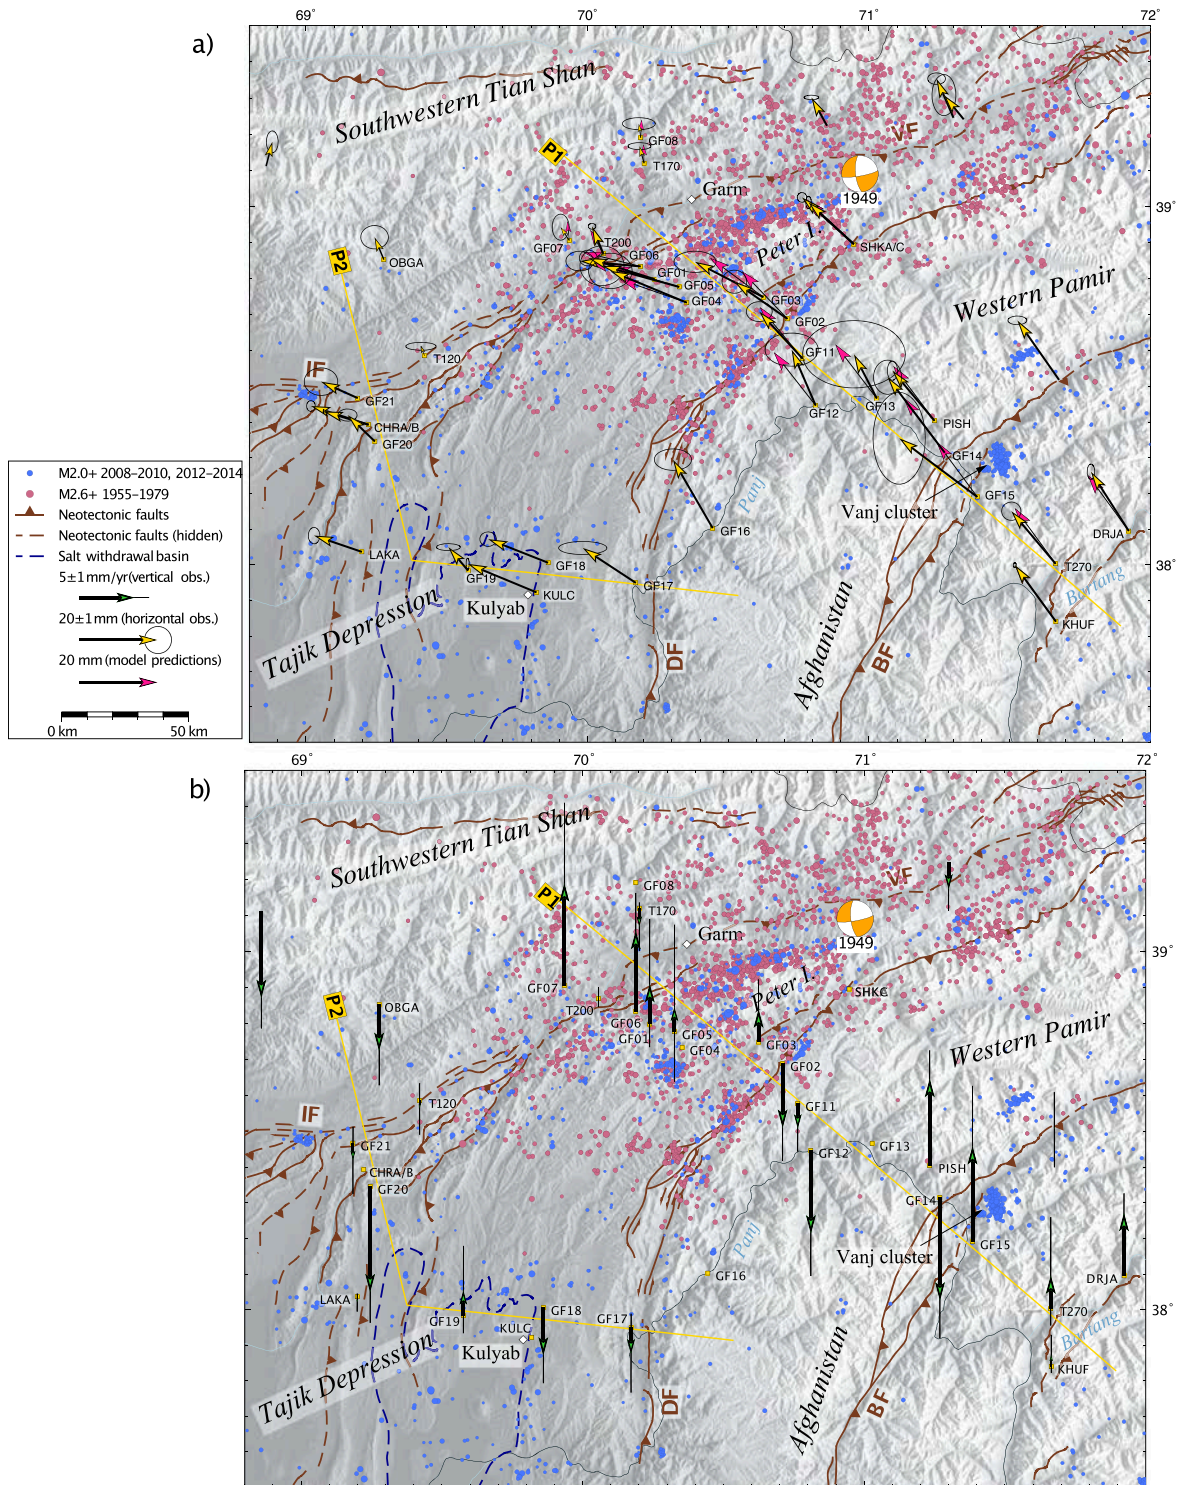 a)
69˚
70˚
71˚
72˚
Southwestern Tian Shan
P1
GF08
T170
VF
Garm
1949
39˚
Peter I.
SHKA/C
GF07
T200
GF06
GF01
GF05
GF04
P2
OBGA
GF03
GF02
Western Pamir
T120
GF11
IF
GF21
GF12
GF13
PISH
CHRA/B
GF20
GF14
M2.0+ 2008–2010, 2012–2014
M2.6+ 1955–1979
Neotectonic faults
Neotectonic faults (hidden)
Salt withdrawal basin
5±1mm/yr(vertical obs.)
20±1mm (horizontal obs.)
20 mm (model predictions)
0 km
50 km
Panj
GF15
Vanj cluster
GF16
DRJA
LAKA
GF18
GF19
GF17
KULC
T270
38˚
Bartang
Kulyab
Tajik Depression
KHUF
DF
BF
Afghanistan
b)
69˚
70˚
71˚
72˚
Southwestern Tian Shan
P1
GF08
T170
VF
Garm
1949
39˚
Peter I.
SHKC
GF07
T200
GF06
GF01
GF05
GF04
P2
OBGA
GF03
GF02
Western Pamir
T120
GF11
IF
GF21
GF12
GF13
PISH
CHRA/B
GF20
GF14
Panj
GF15
Vanj cluster
GF16
DRJA
LAKA
GF18
GF19
GF17
KULC
T270
38˚
Bartang
Kulyab
Tajik Depression
KHUF
DF
BF
Afghanistan